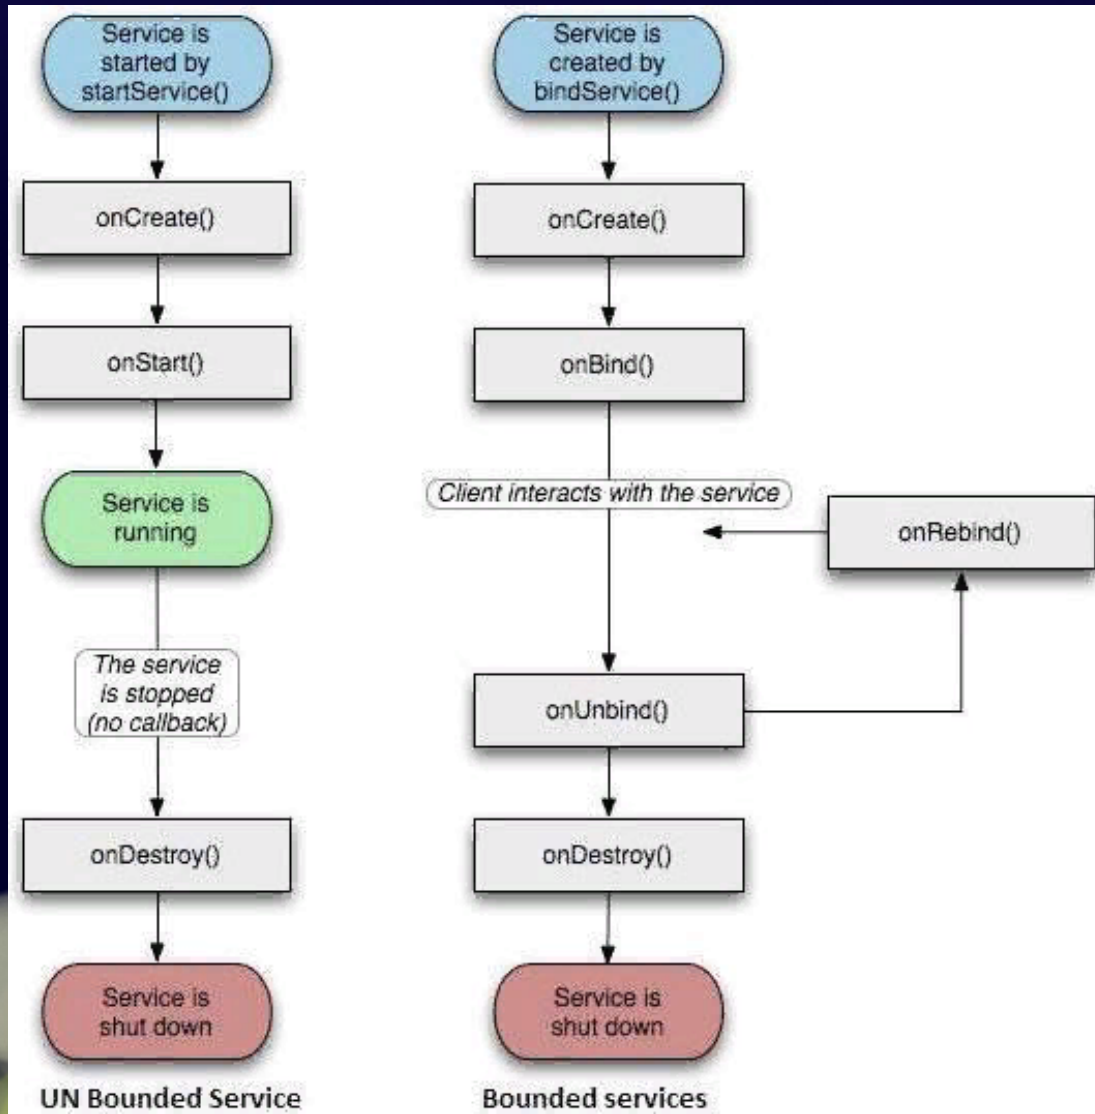 Service is
started by
startService()
onCreate()
onStart()
Service is
running
The service
is stopped
(no callback)
onDestroy()
Service is
shut down
UN Bounded Service
Service is
created by
bindService()
onCreate()
onBind()
Client interacts with the service
onRebind()
onUnbind()
onDestroy()
Service is
shut down
Bounded services